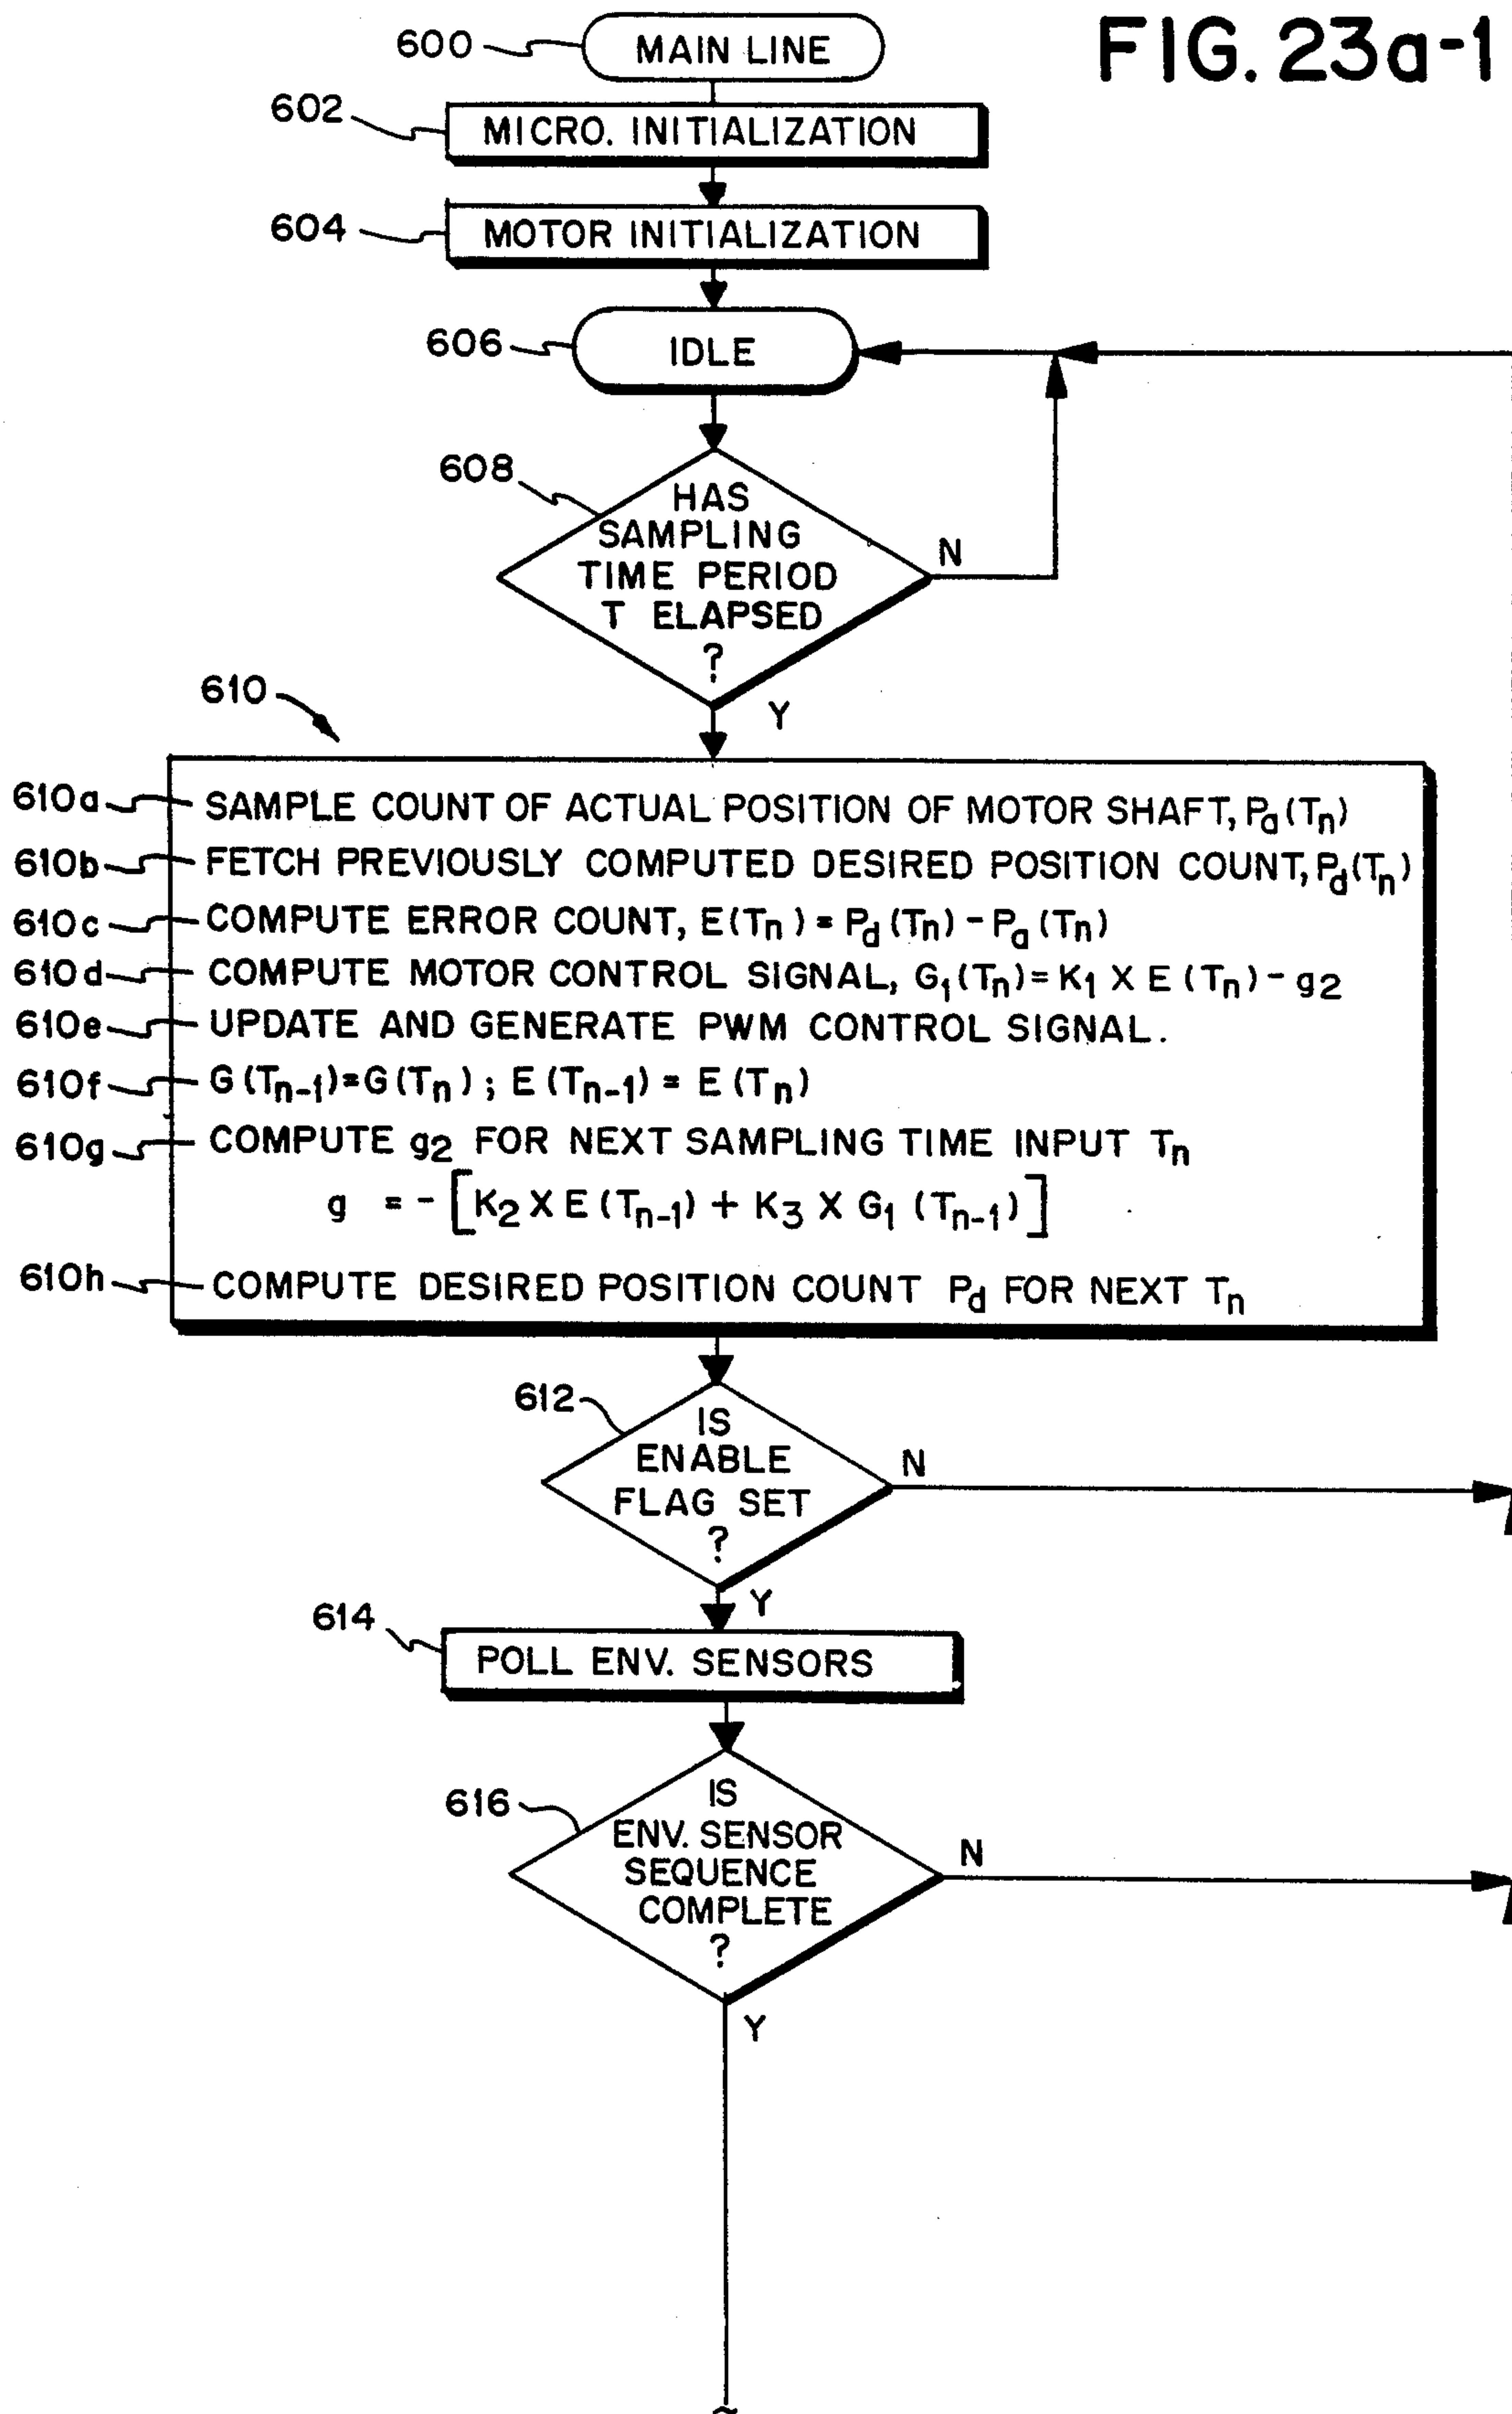 FIG. 23a-1
600 MAIN LINE
602 MICRO. INITIALIZATION
604 MOTOR INITIALIZATION
606 IDLE
608
HAS
SAMPLING
TIME PERIOD
T ELAPSED
?
N
Y
610
610a SAMPLE COUNT OF ACTUAL POSITION OF MOTOR SHAFT, Pₐ(Tₙ)
610b FETCH PREVIOUSLY COMPUTED DESIRED POSITION COUNT, P_d(Tₙ)
610c COMPUTE ERROR COUNT, E(Tₙ) = P_d(Tₙ) - Pₐ(Tₙ)
610d COMPUTE MOTOR CONTROL SIGNAL, G₁(Tₙ) = K₁ X E (Tₙ) - g₂
610e UPDATE AND GENERATE PWM CONTROL SIGNAL.
610f G (Tₙ₋₁) = G (Tₙ) ; E (Tₙ₋₁) = E (Tₙ)
610g COMPUTE g₂ FOR NEXT SAMPLING TIME INPUT Tₙ
g = - [K₂ X E (Tₙ₋₁) + K₃ X G₁ (Tₙ₋₁)]
610h COMPUTE DESIRED POSITION COUNT P_d FOR NEXT Tₙ
612
IS
ENABLE
FLAG SET
?
N
Y
614 POLL ENV. SENSORS
616
IS
ENV. SENSOR
SEQUENCE
COMPLETE
?
N
Y